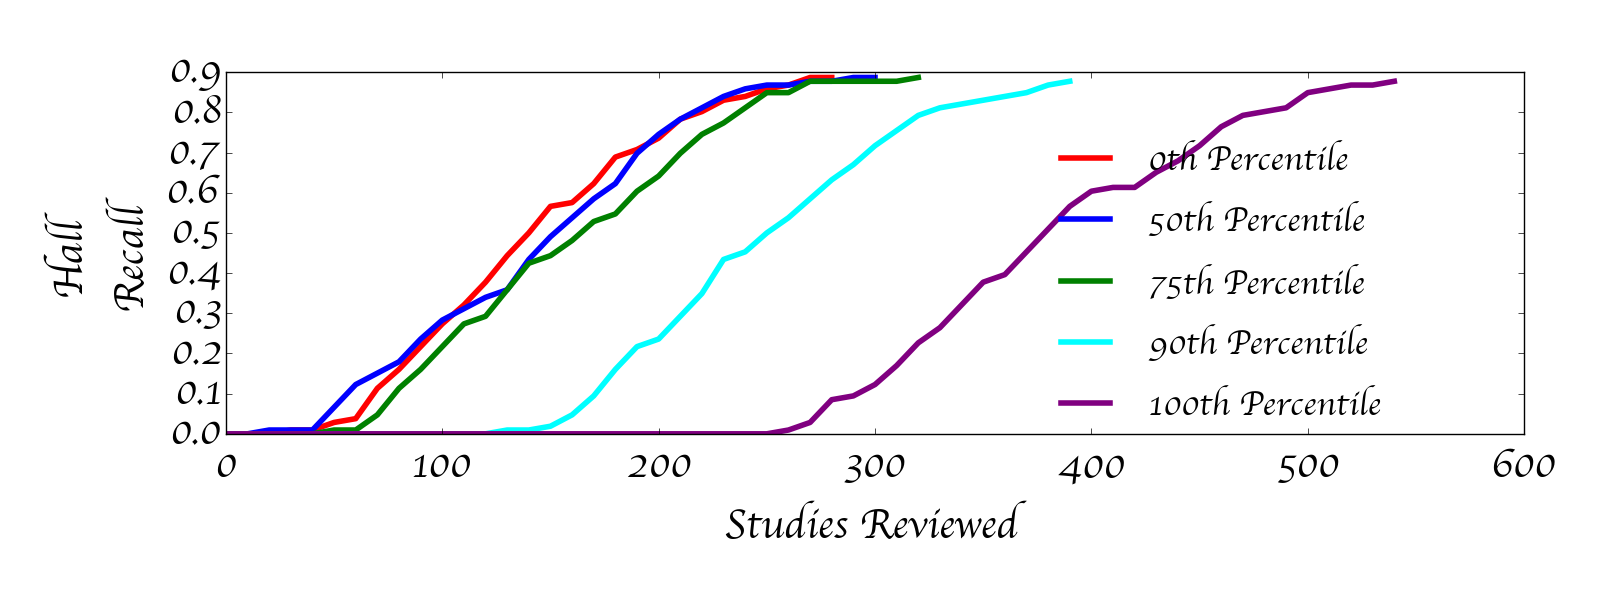 Hall
Recall
0.9
0.8
0.7
0.6
0.5
0.4
0.3
0.2
0.1
0.0
0 100 200 300 400 500 600
Studies Reviewed
0th Percentile
50th Percentile
75th Percentile
90th Percentile
100th Percentile